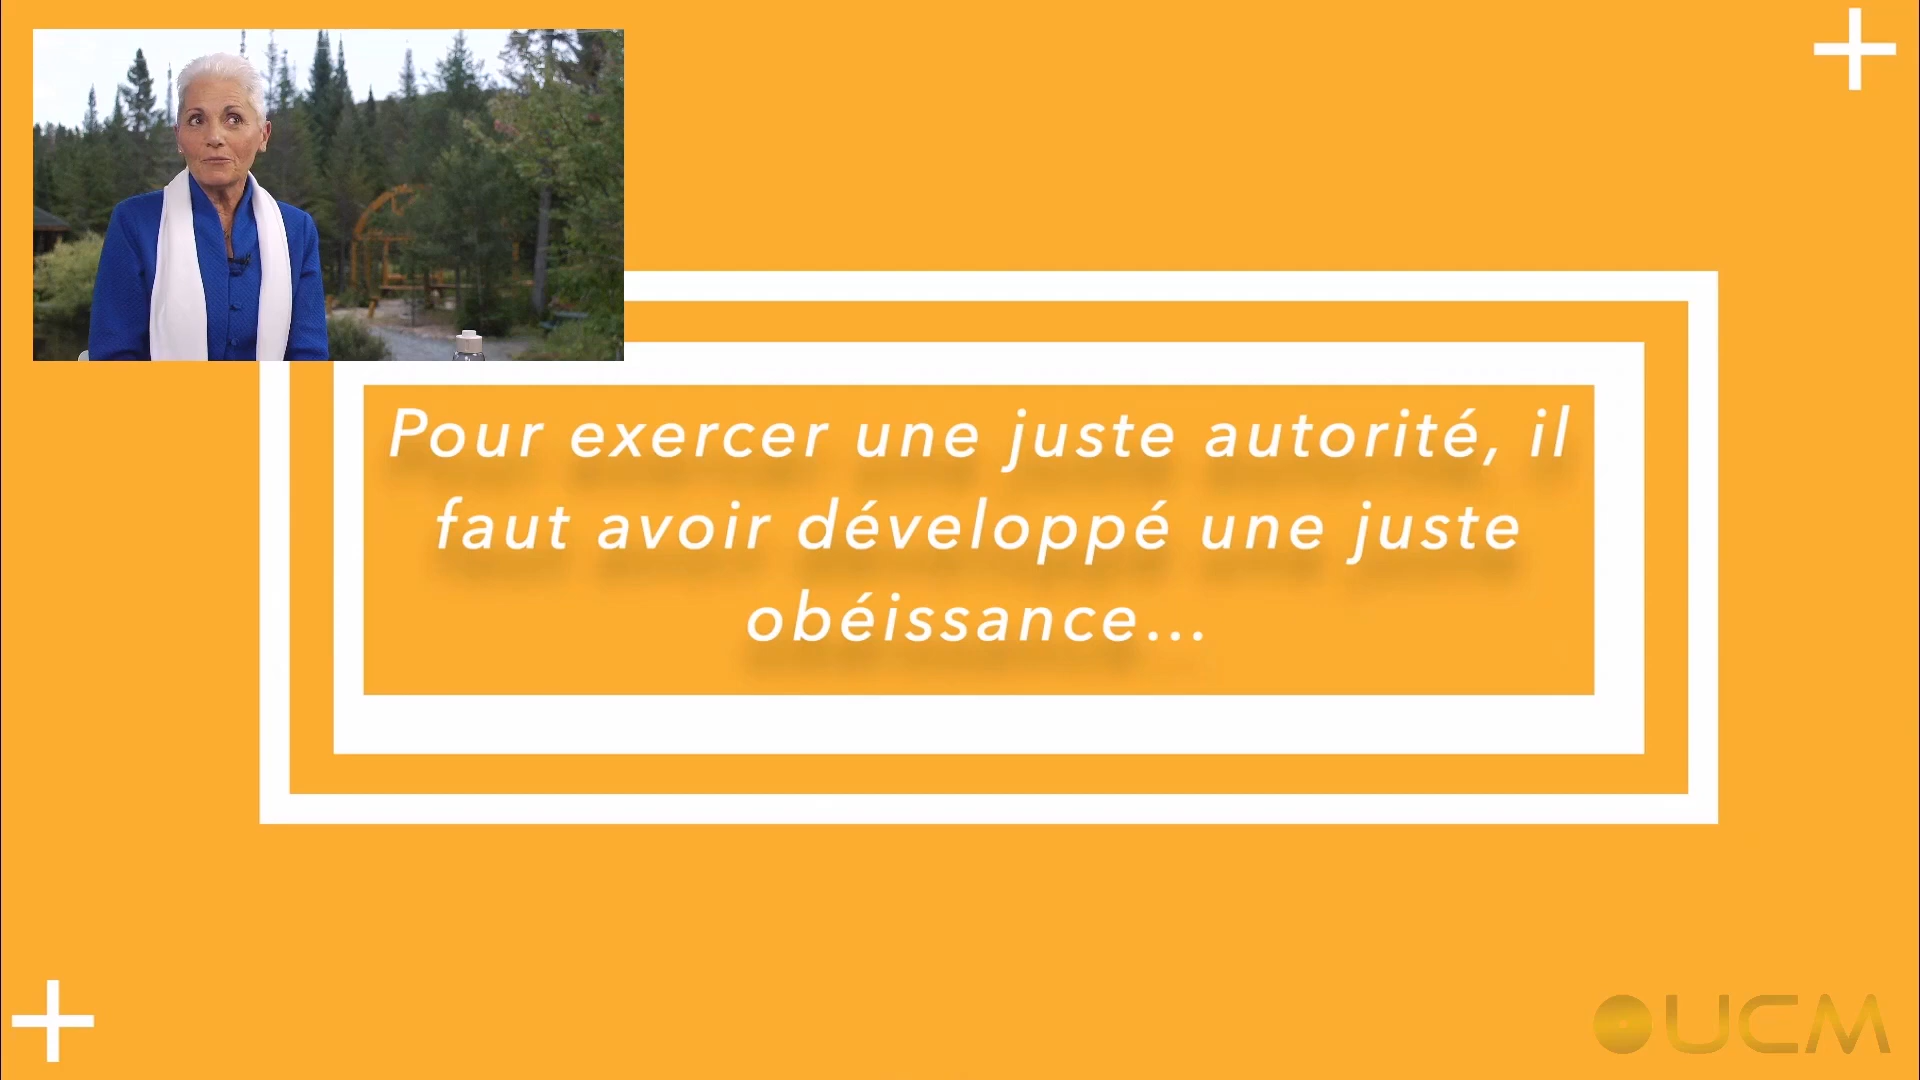 Pour exercer une juste autorité, il
faut avoir développé une juste
obéissance...
UCM